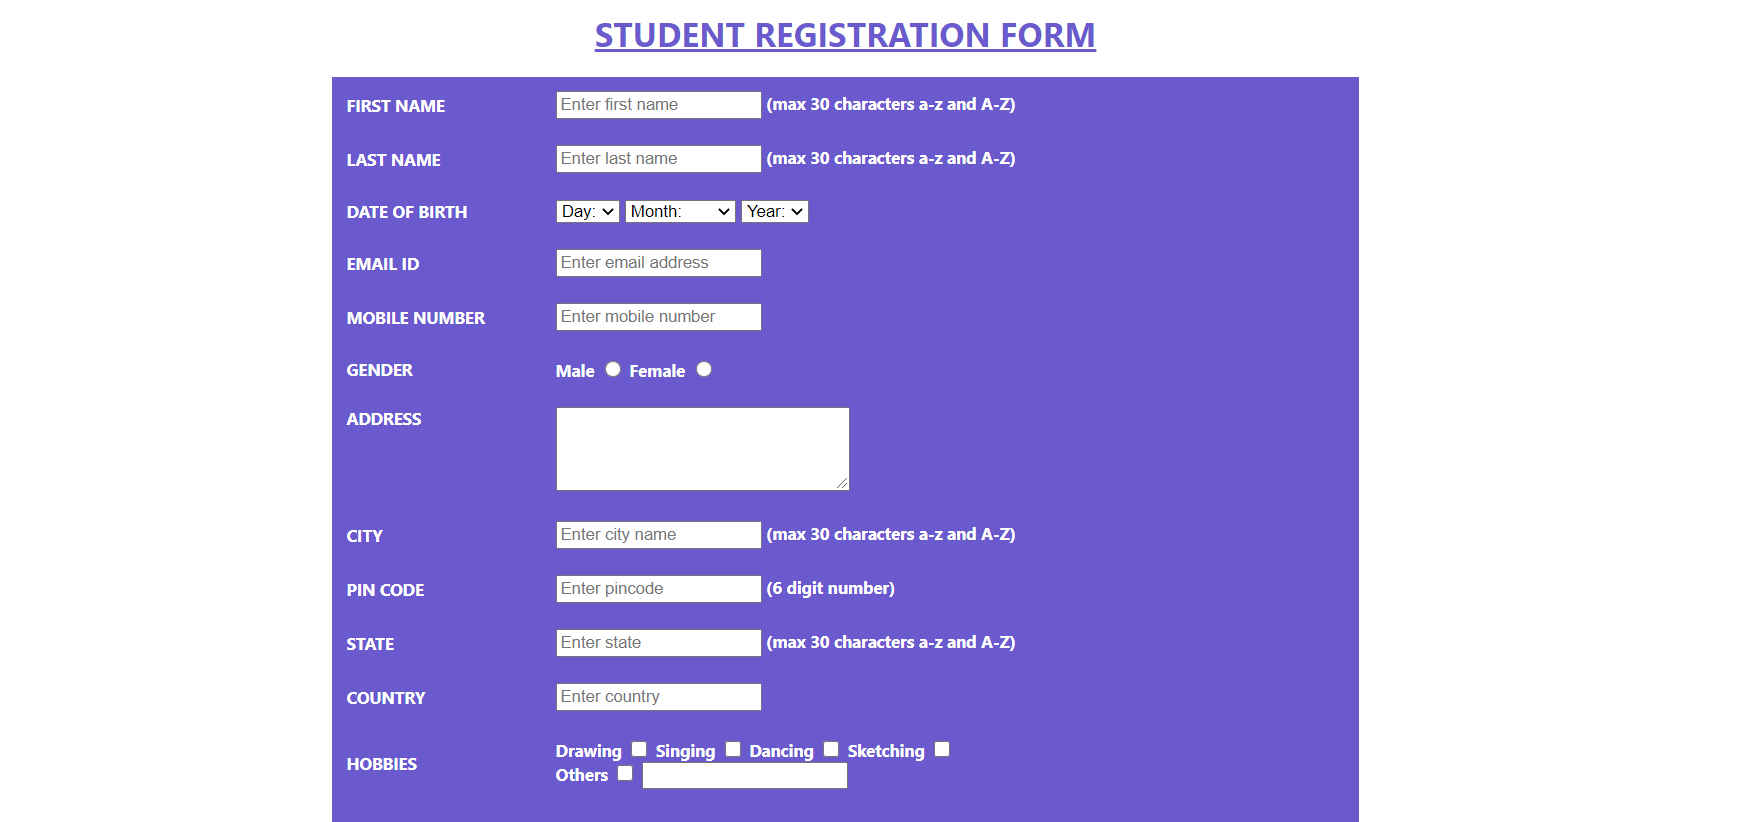 STUDENT REGISTRATION FORM
FIRST NAME Enter first name (max 30 characters a-z and A-Z)
LAST NAME Enter last name (max 30 characters a-z and A-Z)
DATE OF BIRTH Day: Month: Year:
EMAIL ID Enter email address
MOBILE NUMBER Enter mobile number
GENDER Male Female
ADDRESS
CITY Enter city name (max 30 characters a-z and A-Z)
PIN CODE Enter pincode (6 digit number)
STATE Enter state (max 30 characters a-z and A-Z)
COUNTRY Enter country
HOBBIES Drawing Singing Dancing Sketching
Others